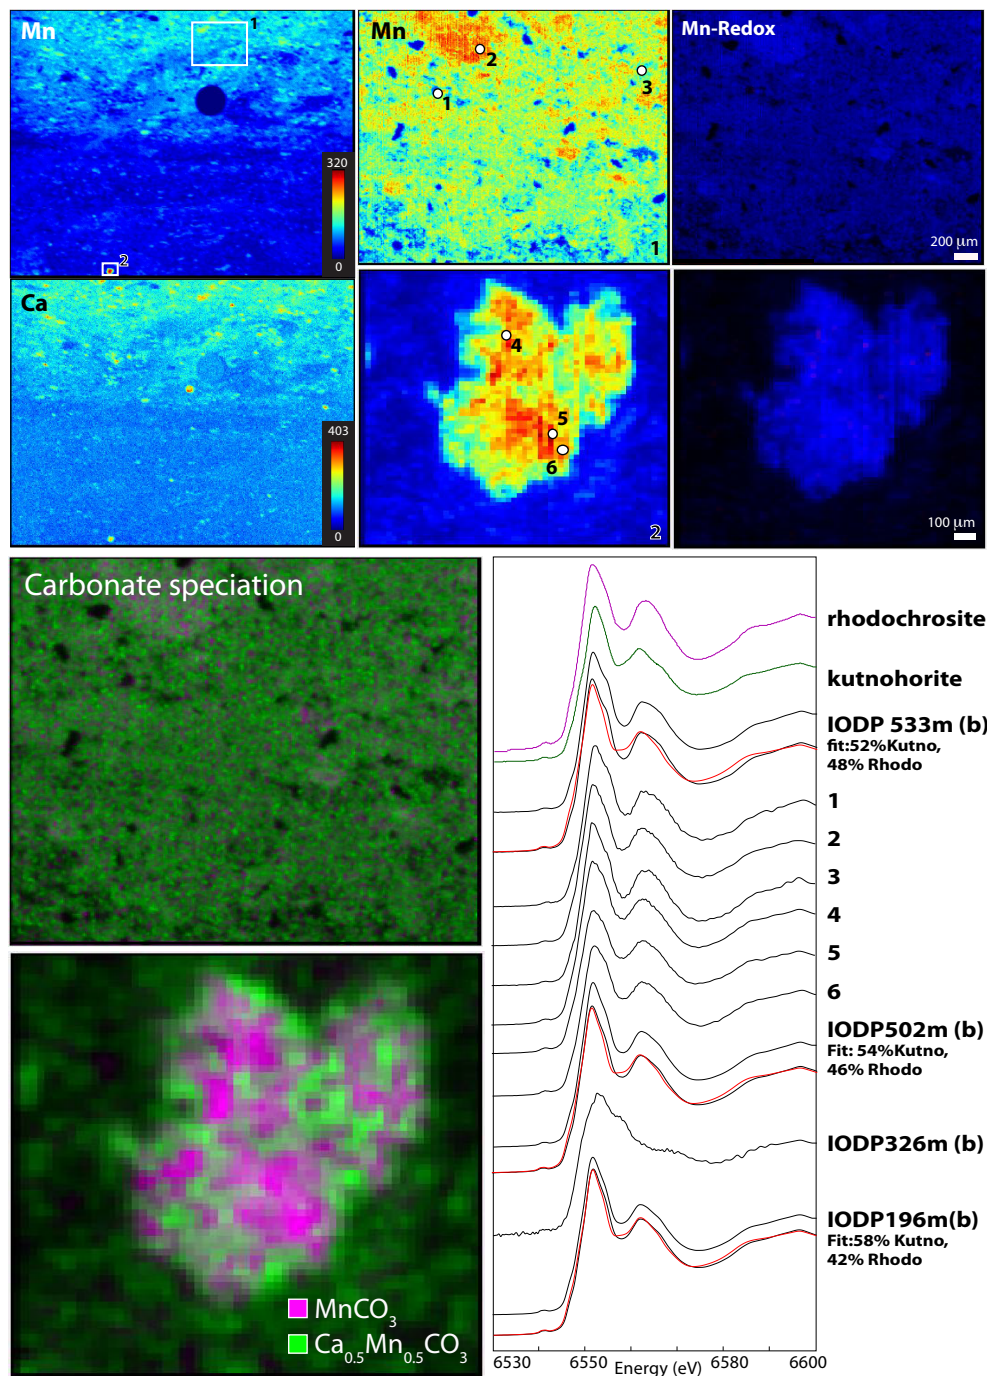 Mn
1
320
0
2
Mn
1
2
3
1
Mn-Redox
200 μm
Ca
403
0
4
5
6
2
100 μm
Carbonate speciation
MnCO3
Ca0.5Mn0.5CO3
rhodochrosite
kutnohorite
IODP 533m (b)
fit:52%Kutno,
48% Rhodo
1
2
3
4
5
6
IODP502m (b)
Fit: 54%Kutno,
46% Rhodo
IODP326m (b)
IODP196m(b)
Fit:58% Kutno,
42% Rhodo
6530 6550 6580 6600
Energy (eV)